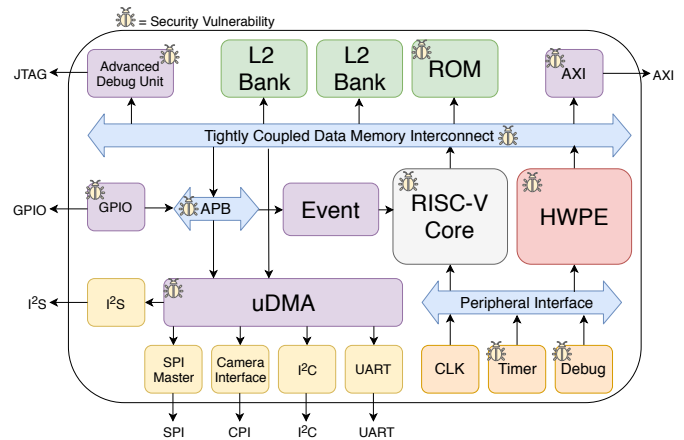 = Security Vulnerability
JTAG
Advanced
Debug Unit
L2
Bank
L2
Bank
ROM
AXI
AXI
Tightly Coupled Data Memory Interconnect
GPIO
GPIO
APB
Event
RISC-V
Core
HWPE
I²S
I²S
uDMA
Peripheral Interface
SPI
Master
Camera
Interface
I²C
UART
CLK
Timer
Debug
SPI
CPI
I²C
UART